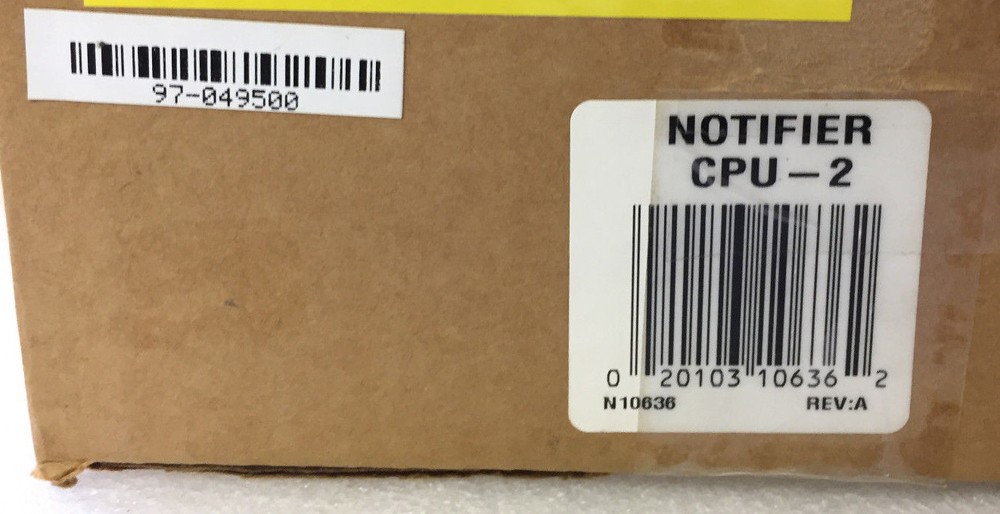 97-049500
NOTIFIER
CPU-2
0 20103 10636 2
N10636 REV:A